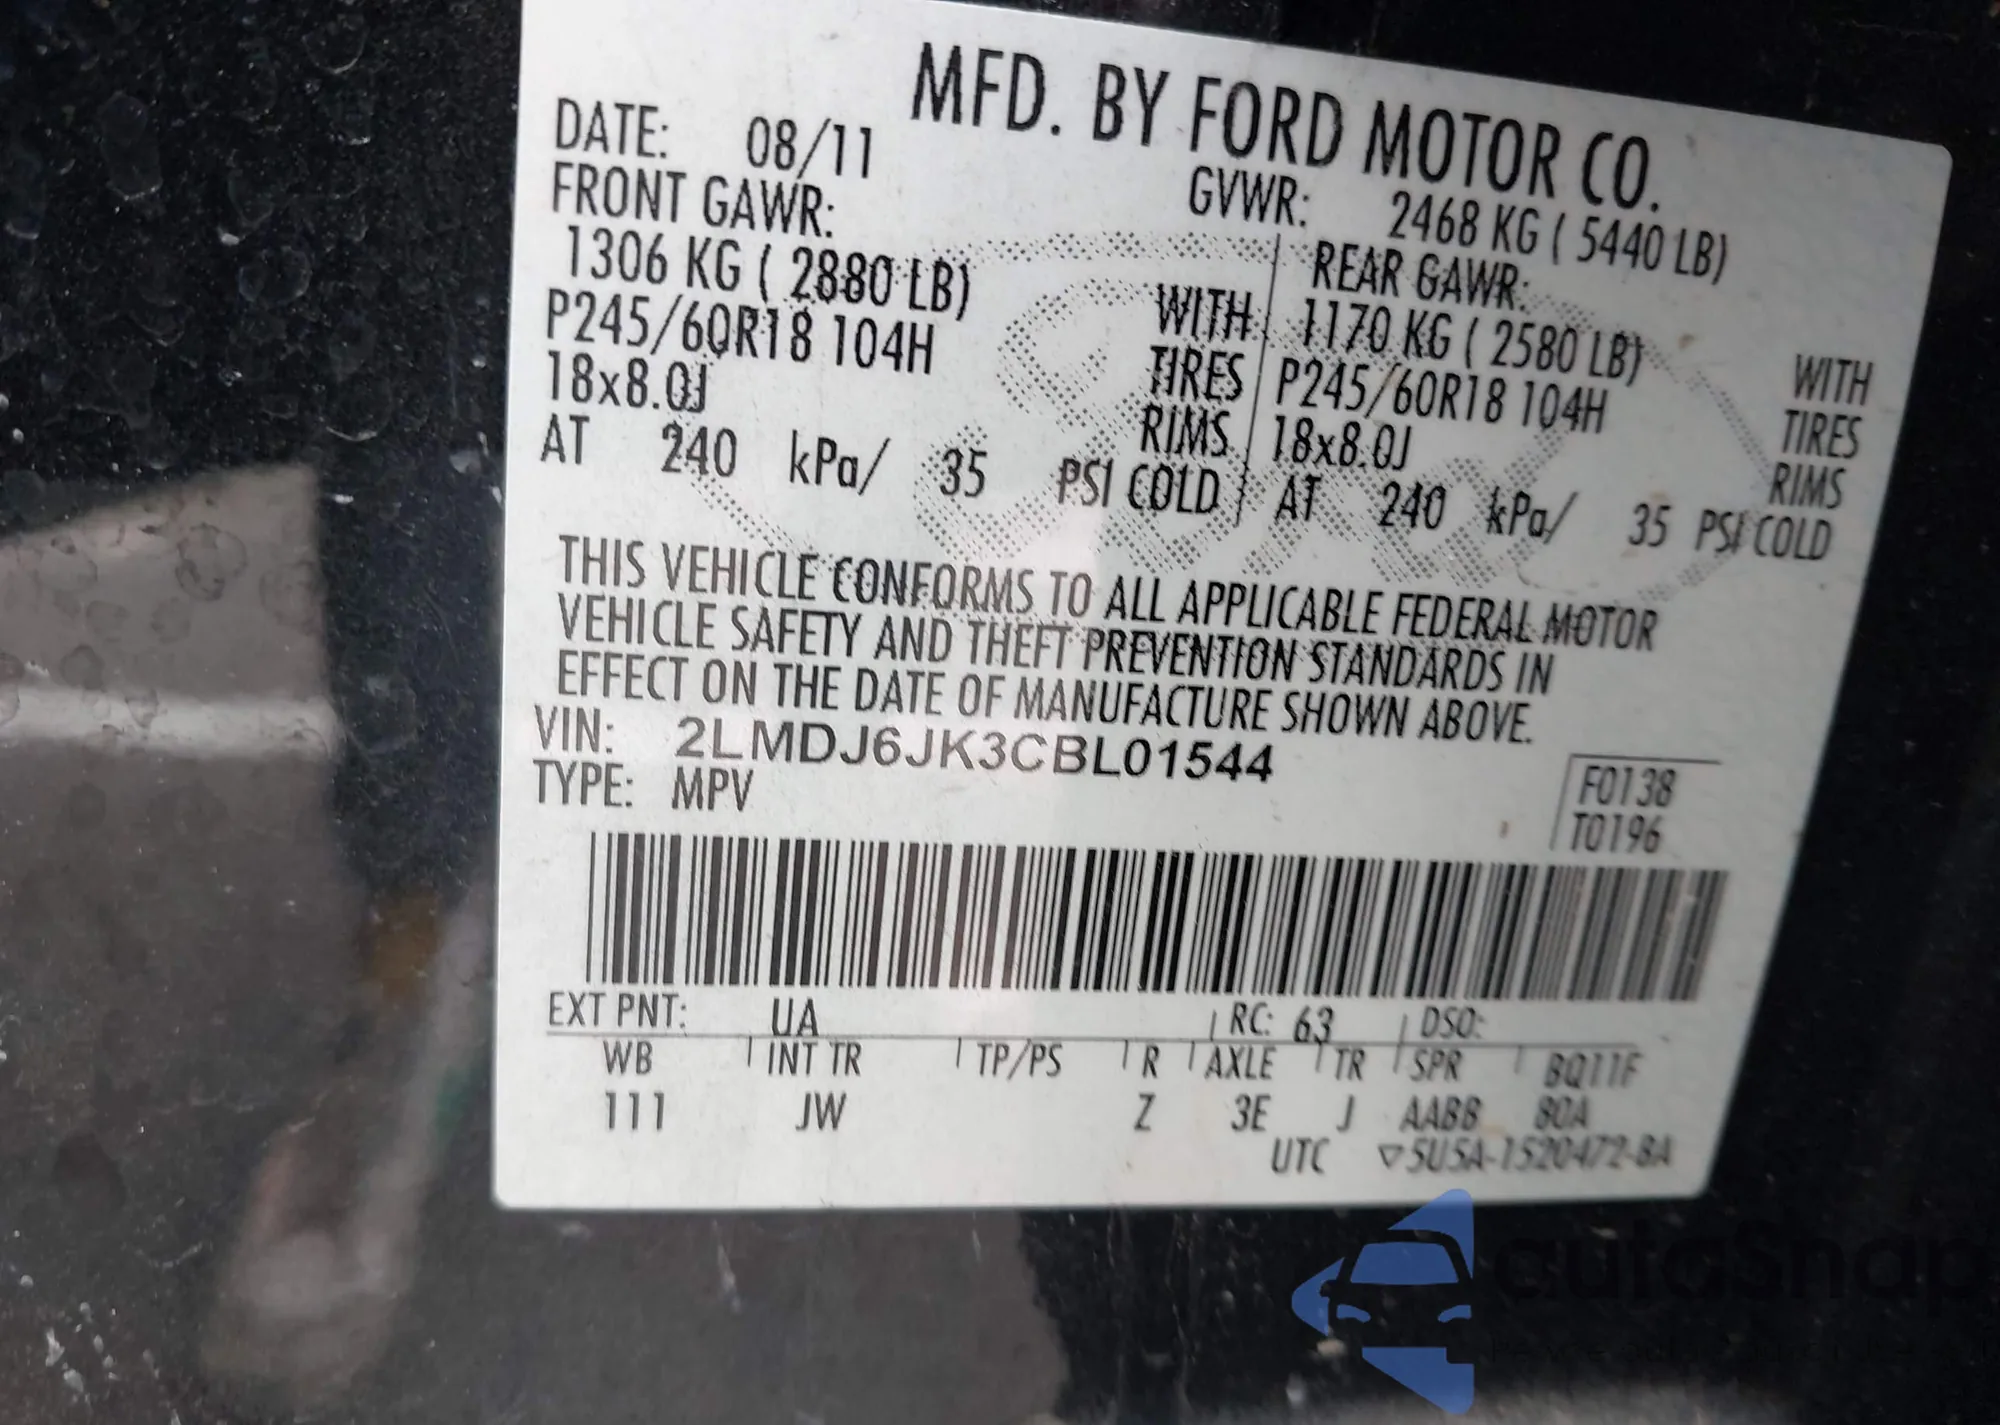 MFD. BY FORD MOTOR CO.
DATE: 08/11 GVWR: 2468 KG ( 5440 LB)
FRONT GAWR: REAR GAWR:
1306 KG ( 2880 LB) WITH 1170 KG ( 2580 LB) WITH
P245/60R18 104H TIRES P245/60R18 104H TIRES
18x8.0J RIMS 18x8.0J RIMS
AT 240 kPa/ 35 PSI COLD AT 240 kPa/ 35 PSI COLD
THIS VEHICLE CONFORMS TO ALL APPLICABLE FEDERAL MOTOR
VEHICLE SAFETY AND THEFT PREVENTION STANDARDS IN
EFFECT ON THE DATE OF MANUFACTURE SHOWN ABOVE.
VIN: 2LMDJ6JK3CBL01544
TYPE: MPV
F0138
T0196
EXT PNT: UA RC: 63 DSO:
WB INT TR TP/PS R AXLE TR SPR BQ11F
111 JW Z 3E J AABB 80A
UTC ▽5U5A-1520472-BA
autoSnap